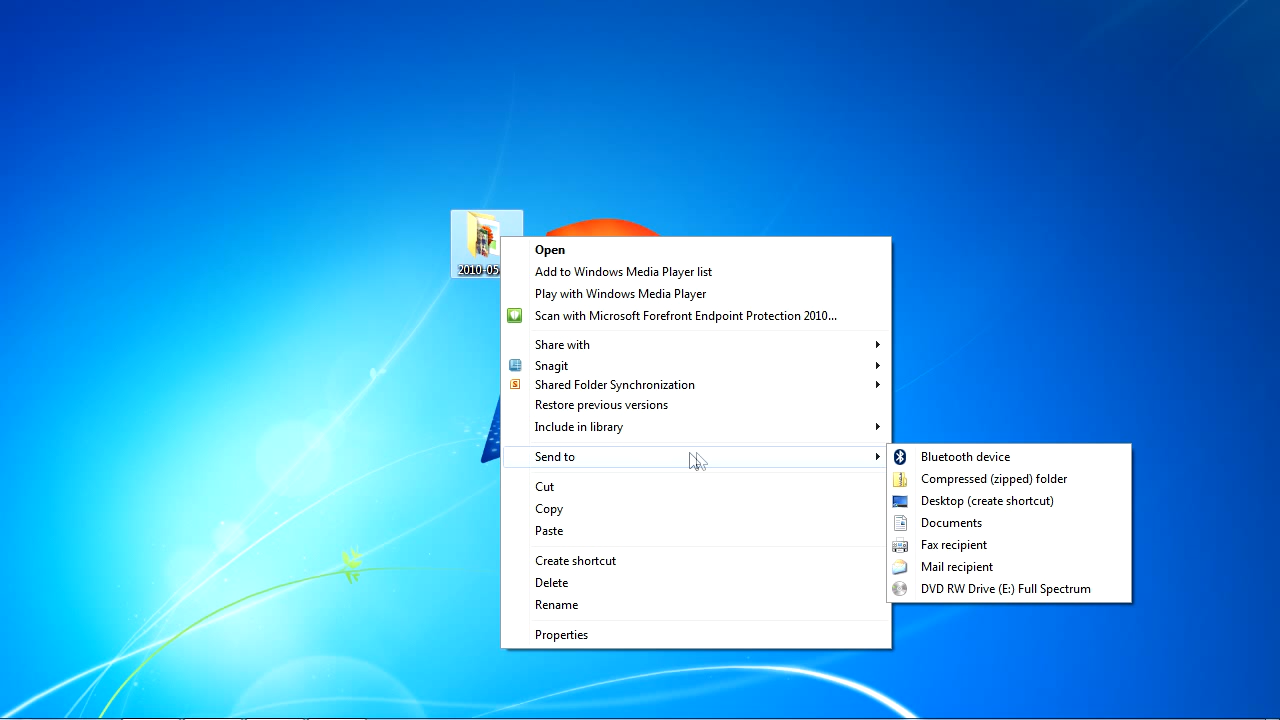 2010-05
Open
Add to Windows Media Player list
Play with Windows Media Player
Scan with Microsoft Forefront Endpoint Protection 2010...
Share with
Snagit
Shared Folder Synchronization
Restore previous versions
Include in library
Send to
Bluetooth device
Compressed (zipped) folder
Desktop (create shortcut)
Documents
Fax recipient
Mail recipient
DVD RW Drive (E:) Full Spectrum
Cut
Copy
Paste
Create shortcut
Delete
Rename
Properties